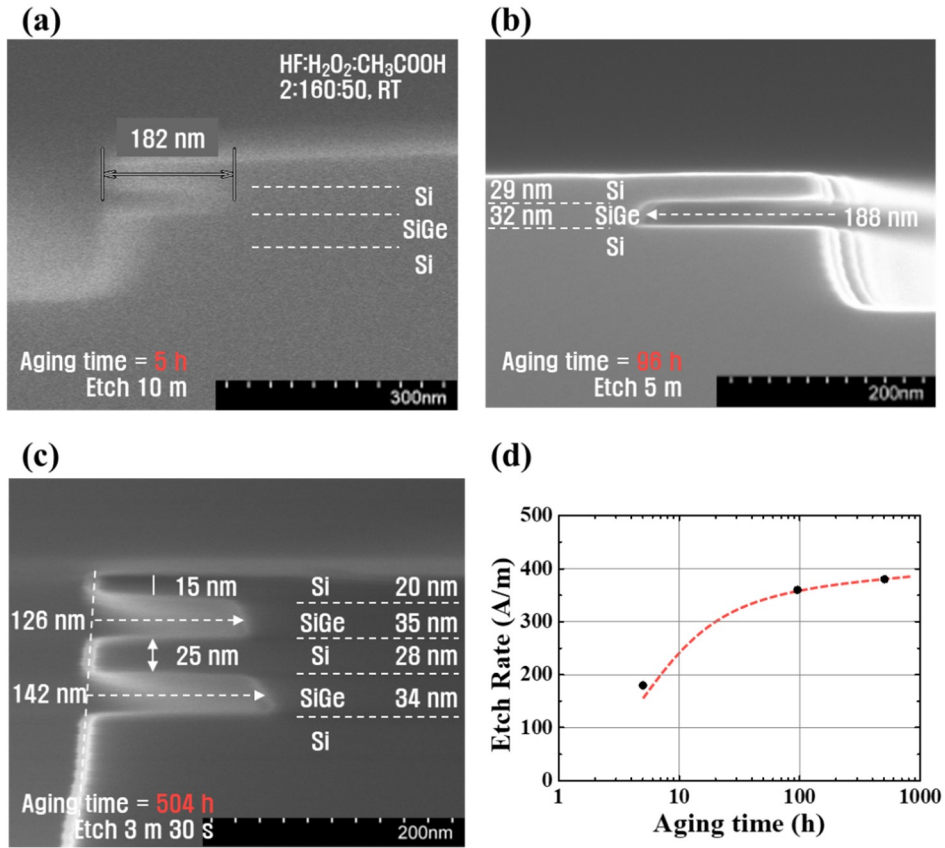 (a)
HF:H₂O₂:CH₃COOH
2:160:50, RT
182 nm
Si
SiGe
Si
Aging time = 5 h
Etch 10 m
300nm
(b)
29 nm Si
32 nm SiGe 188 nm
Si
Aging time = 96 h
Etch 5 m
200nm
(c)
15 nm Si 20 nm
126 nm SiGe 35 nm
25 nm Si 28 nm
142 nm SiGe 34 nm
Si
Aging time = 504 h
Etch 3 m 30 s
200nm
(d)
Etch Rate (A/m)
500
400
300
200
100
0
1 10 100 1000
Aging time (h)